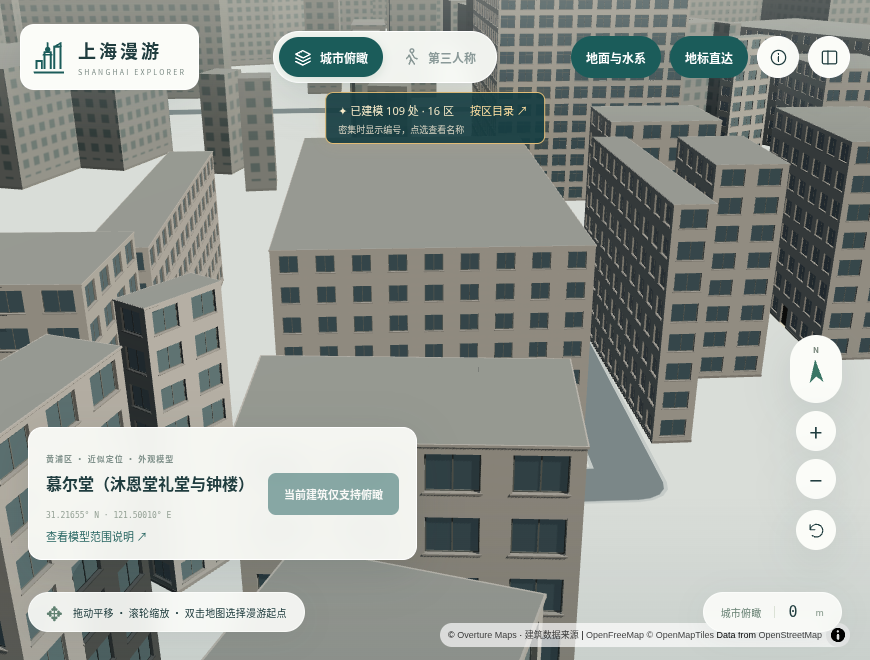 上海漫游
SHANGHAI EXPLORER
城市俯瞰
第三人称
地面与水系
地标直达
✦ 已建模 109 处 · 16 区 按区目录 ↗
密集时显示编号，点选查看名称
N
+
−
黄浦区 · 近似定位 · 外观模型
慕尔堂（沐恩堂礼堂与钟楼）
当前建筑仅支持俯瞰
31.21655° N · 121.50010° E
查看模型范围说明 ↗
拖动平移 · 滚轮缩放 · 双击地图选择漫游起点
城市俯瞰 0 m
© Overture Maps · 建筑数据来源 | OpenFreeMap © OpenMapTiles Data from OpenStreetMap